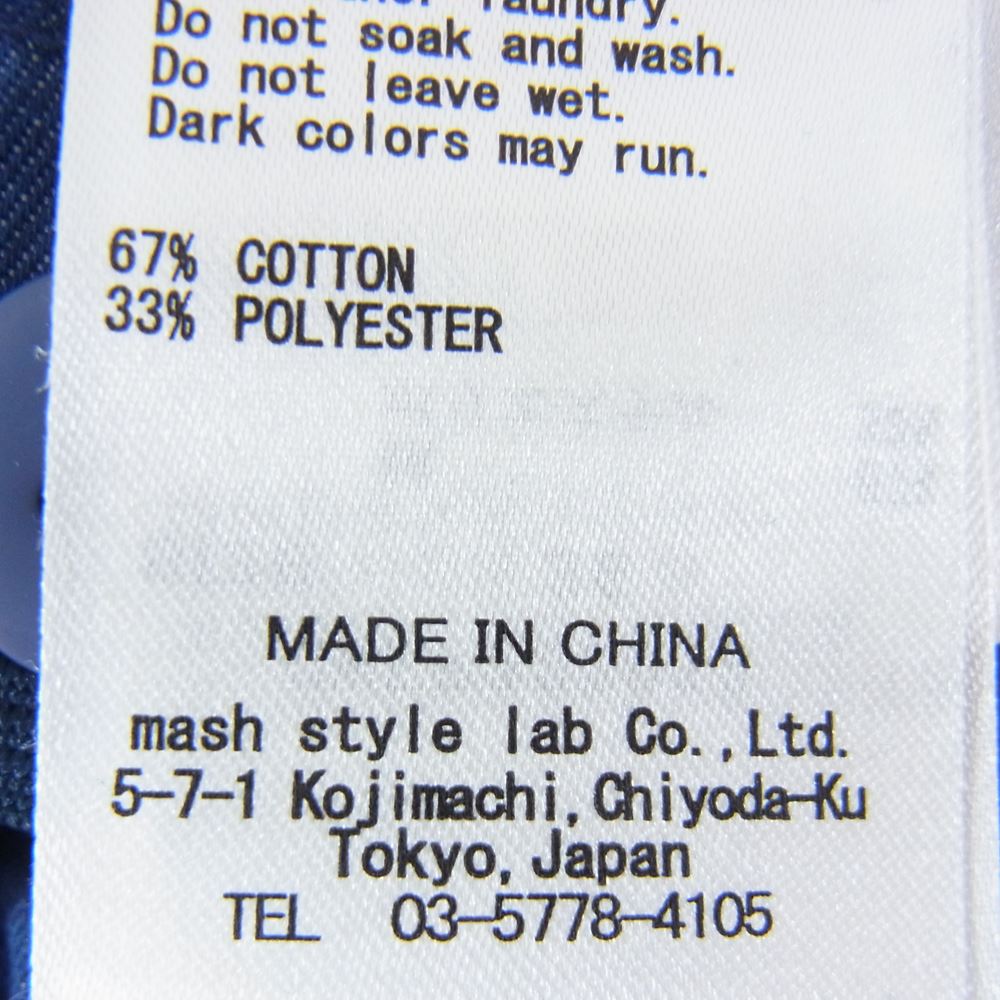 laundry.
Do not soak and wash.
Do not leave wet.
Dark colors may run.
67% COTTON
33% POLYESTER
MADE IN CHINA
mash style lab Co.,Ltd.
5-7-1 Kojimachi,Chiyoda-Ku
Tokyo,Japan
TEL 03-5778-4105